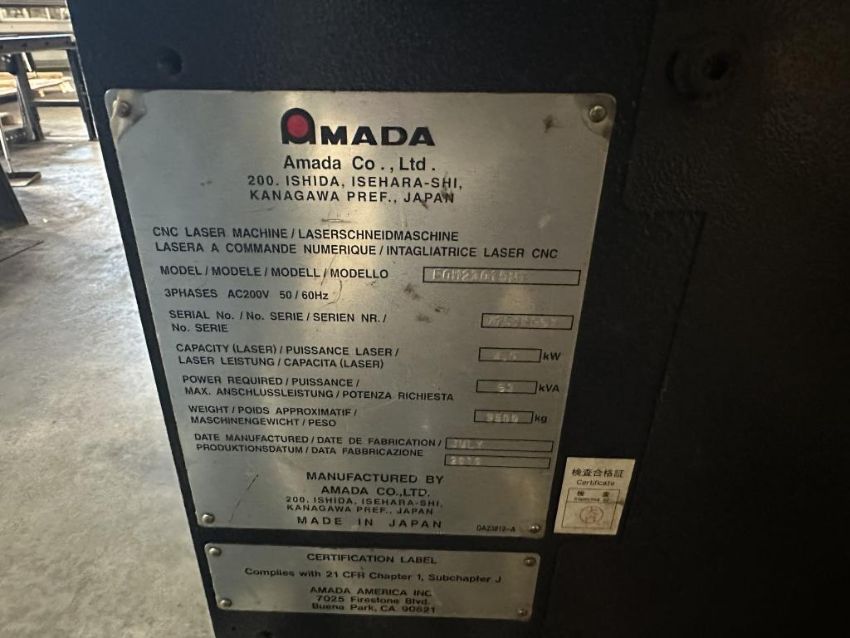 AMADA
Amada Co., Ltd.
200. ISHIDA, ISEHARA-SHI,
KANAGAWA PREF., JAPAN
CNC LASER MACHINE / LASERSCHNEIDMASCHINE
LASERA A COMMANDE NUMERIQUE / INTAGLIATRICE LASER CNC
MODEL / MODELE / MODELL / MODELLO
3PHASES AC200V 50 / 60Hz
SERIAL No. / No. SERIE / SERIEN NR. /
No. SERIE
CAPACITY (LASER) / PUISSANCE LASER /
LASER LEISTUNG / CAPACITA (LASER)
kW
POWER REQUIRED / PUISSANCE /
MAX. ANSCHLUSSLEISTUNG / POTENZA RICHIESTA
kVA
WEIGHT / POIDS APPROXIMATIF /
MASCHINENGEWICHT / PESO
kg
DATE MANUFACTURED / DATE DE FABRICATION / JULY
PRODUKTIONSDATUM / DATA FABBRICAZIONE
MANUFACTURED BY
AMADA CO.,LTD.
200. ISHIDA, ISEHARA-SHI,
KANAGAWA PREF., JAPAN
MADE IN JAPAN
検査合格証
Certificate
検査
CERTIFICATION LABEL
Complies with 21 CFR Chapter 1, Subchapter J
AMADA AMERICA INC.
7025 Firestone Blvd.
Buena Park, CA 90621